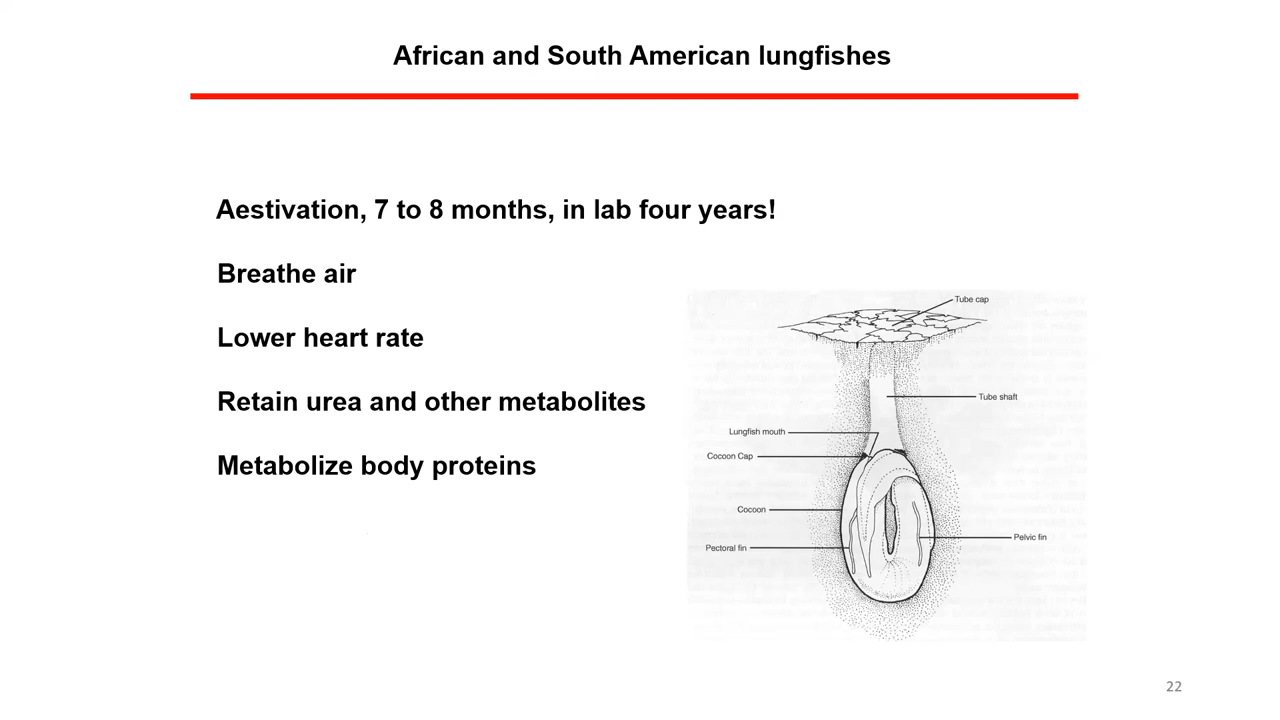 African and South American lungfishes
Aestivation, 7 to 8 months, in lab four years!
Breathe air
Lower heart rate
Retain urea and other metabolites
Metabolize body proteins
Tube cap
Tube shaft
Lungfish mouth
Cocoon Cap
Cocoon
Pelvic fin
Pectoral fin
22